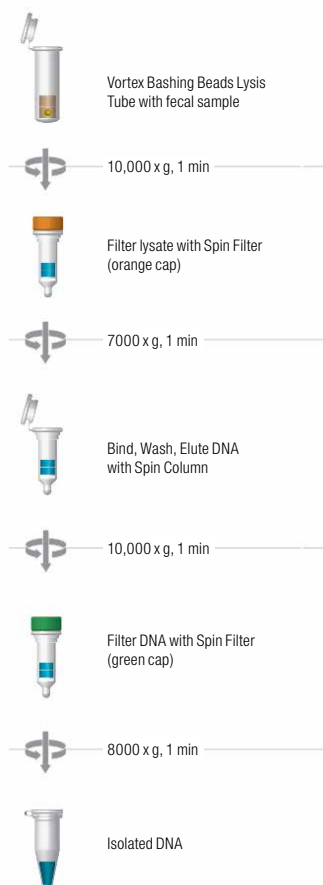 Vortex Bashing Beads Lysis
Tube with fecal sample
10,000 x g, 1 min
Filter lysate with Spin Filter
(orange cap)
7000 x g, 1 min
Bind, Wash, Elute DNA
with Spin Column
10,000 x g, 1 min
Filter DNA with Spin Filter
(green cap)
8000 x g, 1 min
Isolated DNA